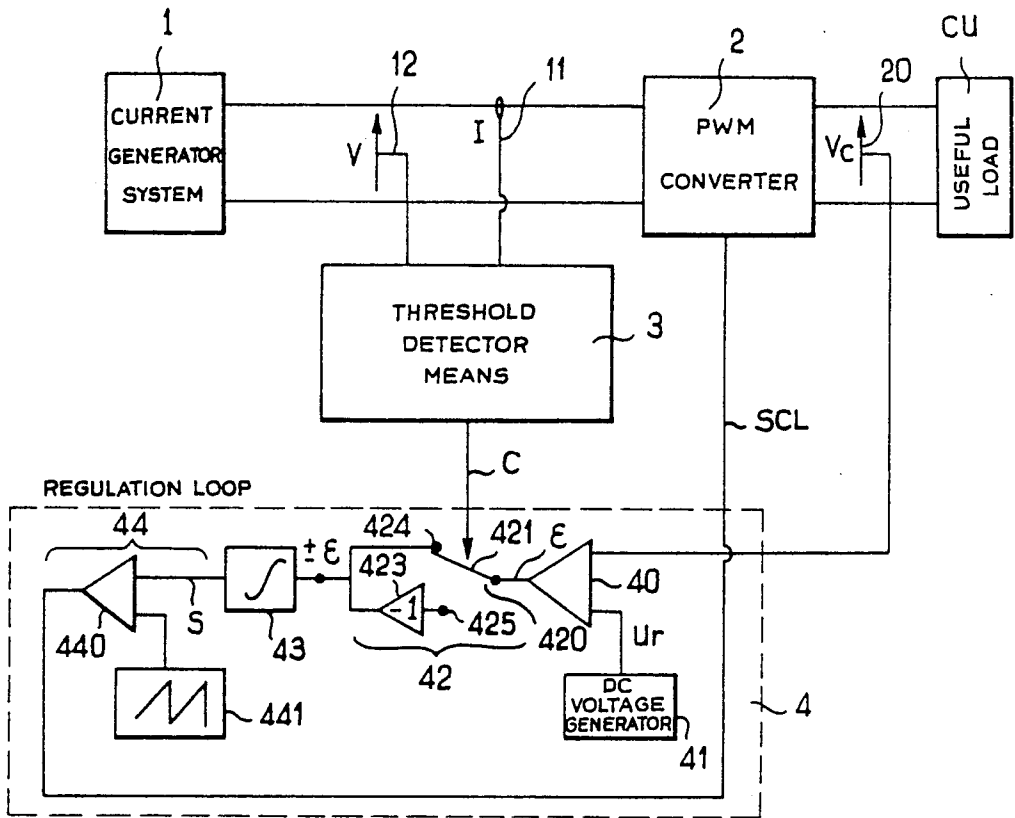 1
2
CU
12
11
20
CURRENT
GENERATOR
SYSTEM
V
I
PWM
CONVERTER
Vc
USEFUL
LOAD
THRESHOLD
DETECTOR
MEANS
3
SCL
C
REGULATION LOOP
44
424
421
ε
± ε
423
40
-1
425
420
S
440
43
42
Ur
441
DC
VOLTAGE
GENERATOR
41
4